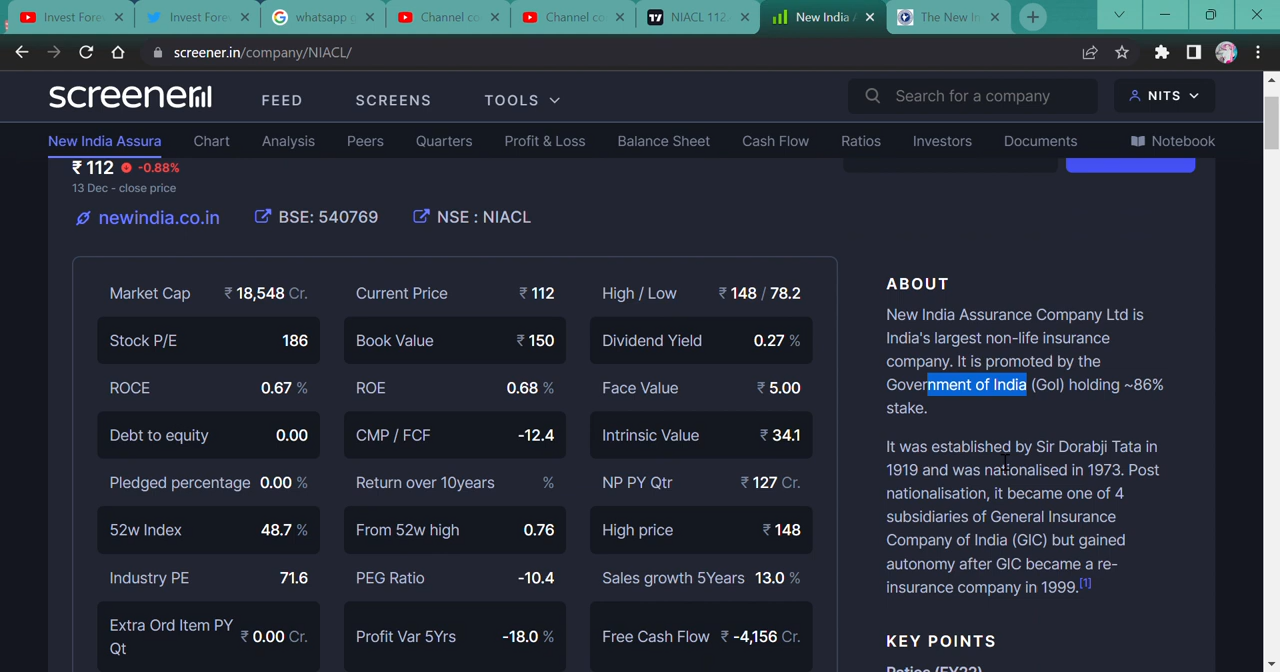 Invest Fores
Invest Fores
whatsapp g
Channel co
Channel co
NIACL 112.
New India A
The New In
screener.in/company/NIACL/
screener
FEED
SCREENS
TOOLS
Search for a company
NITS
New India Assura
Chart
Analysis
Peers
Quarters
Profit & Loss
Balance Sheet
Cash Flow
Ratios
Investors
Documents
Notebook
₹ 112 -0.88%
13 Dec - close price
newindia.co.in
BSE: 540769
NSE : NIACL
Market Cap ₹ 18,548 Cr.
Current Price ₹ 112
High / Low ₹ 148 / 78.2
Stock P/E 186
Book Value ₹ 150
Dividend Yield 0.27 %
ROCE 0.67 %
ROE 0.68 %
Face Value ₹ 5.00
Debt to equity 0.00
CMP / FCF -12.4
Intrinsic Value ₹ 34.1
Pledged percentage 0.00 %
Return over 10years %
NP PY Qtr ₹ 127 Cr.
52w Index 48.7 %
From 52w high 0.76
High price ₹ 148
Industry PE 71.6
PEG Ratio -10.4
Sales growth 5Years 13.0 %
Extra Ord Item PY
Qt ₹ 0.00 Cr.
Profit Var 5Yrs -18.0 %
Free Cash Flow ₹ -4,156 Cr.
ABOUT
New India Assurance Company Ltd is
India's largest non-life insurance
company. It is promoted by the
Government of India (GoI) holding ~86%
stake.
It was established by Sir Dorabji Tata in
1919 and was nationalised in 1973. Post
nationalisation, it became one of 4
subsidiaries of General Insurance
Company of India (GIC) but gained
autonomy after GIC became a re-
insurance company in 1999.[1]
KEY POINTS
Ratios (FY22)